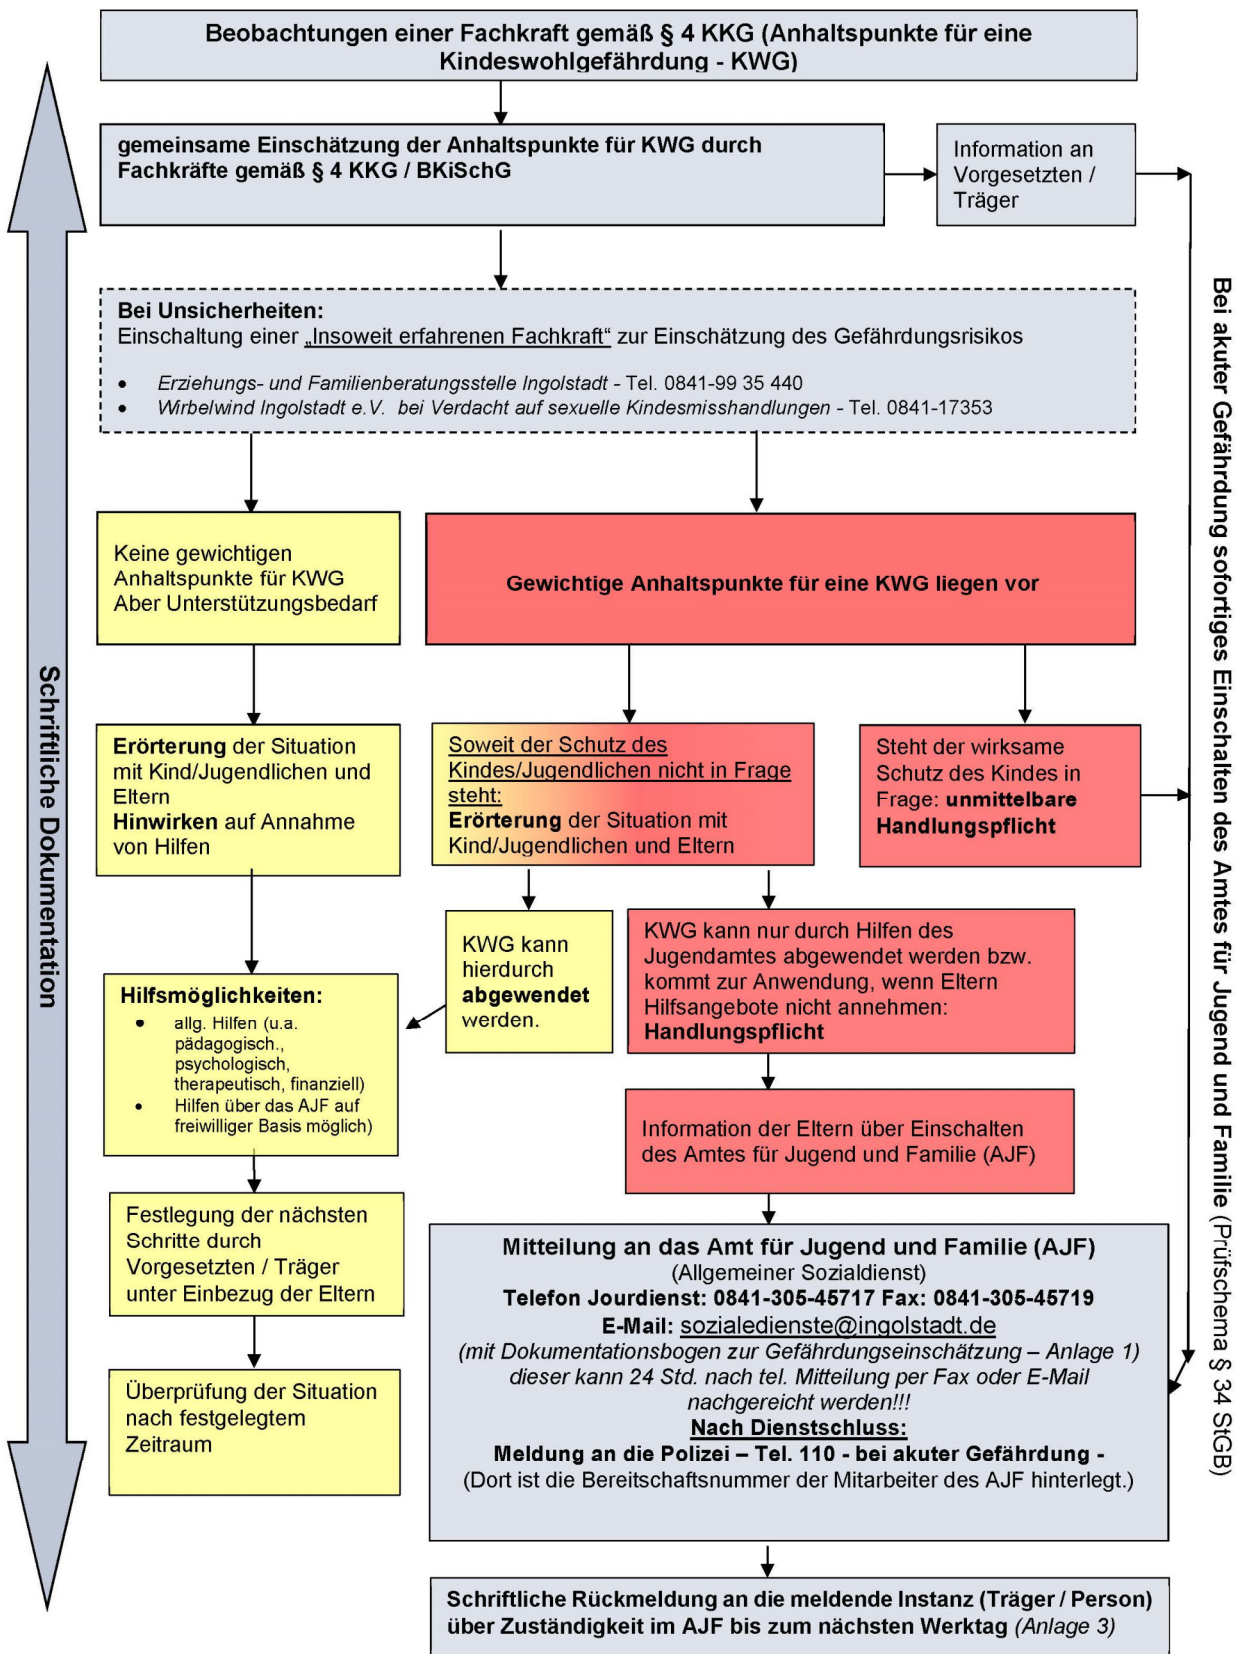 Beobachtungen einer Fachkraft gemäß § 4 KKG (Anhaltspunkte für eine
Kindeswohlgefährdung - KWG)
gemeinsame Einschätzung der Anhaltspunkte für KWG durch
Fachkräfte gemäß § 4 KKG / BKiSchG
Information an
Vorgesetzten /
Träger
Bei Unsicherheiten:
Einschaltung einer „Insoweit erfahrenen Fachkraft“ zur Einschätzung des Gefährdungsrisikos
• Erziehungs- und Familienberatungsstelle Ingolstadt - Tel. 0841-99 35 440
• Wirbelwind Ingolstadt e.V. bei Verdacht auf sexuelle Kindesmisshandlungen - Tel. 0841-17353
Keine gewichtigen
Anhaltspunkte für KWG
Aber Unterstützungsbedarf
Gewichtige Anhaltspunkte für eine KWG liegen vor
Erörterung der Situation
mit Kind/Jugendlichen und
Eltern
Hinwirken auf Annahme
von Hilfen
Soweit der Schutz des
Kindes/Jugendlichen nicht in Frage
steht:
Erörterung der Situation mit
Kind/Jugendlichen und Eltern
Steht der wirksame
Schutz des Kindes in
Frage: unmittelbare
Handlungspflicht
KWG kann
hierdurch
abgewendet
werden.
KWG kann nur durch Hilfen des
Jugendamtes abgewendet werden bzw.
kommt zur Anwendung, wenn Eltern
Hilfsangebote nicht annehmen:
Handlungspflicht
Hilfsmöglichkeiten:
• allg. Hilfen (u.a.
pädagogisch.,
psychologisch,
therapeutisch, finanziell)
• Hilfen über das AJF auf
freiwilliger Basis möglich)
Information der Eltern über Einschalten
des Amtes für Jugend und Familie (AJF)
Festlegung der nächsten
Schritte durch
Vorgesetzten / Träger
unter Einbezug der Eltern
Überprüfung der Situation
nach festgelegtem
Zeitraum
Mitteilung an das Amt für Jugend und Familie (AJF)
(Allgemeiner Sozialdienst)
Telefon Jourdienst: 0841-305-45717 Fax: 0841-305-45719
E-Mail: sozialedienste@ingolstadt.de
(mit Dokumentationsbogen zur Gefährdungseinschätzung – Anlage 1)
dieser kann 24 Std. nach tel. Mitteilung per Fax oder E-Mail
nachgereicht werden!!!
Nach Dienstschluss:
Meldung an die Polizei – Tel. 110 - bei akuter Gefährdung -
(Dort ist die Bereitschaftsnummer der Mitarbeiter des AJF hinterlegt.)
Schriftliche Rückmeldung an die meldende Instanz (Träger / Person)
über Zuständigkeit im AJF bis zum nächsten Werktag (Anlage 3)
Schriftliche Dokumentation
Bei akuter Gefährdung sofortiges Einschalten des Amtes für Jugend und Familie (Prüfschema § 34 StGB)